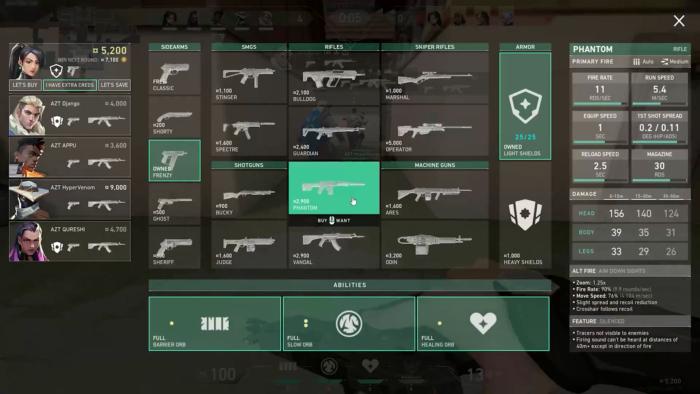 4 0:05
¤ 5,200
MIN NEXT ROUND: ¤ 7,100
LET'S BUY I HAVE EXTRA CREDS LET'S SAVE
AZT Django ¤ 4,000
AZT APPU ¤ 3,600
AZT HyperVenom ¤ 9,000
AZT QURESHI ¤ 4,700
SIDEARMS
FREE
CLASSIC
¤200
SHORTY
OWNED
FRENZY
¤500
GHOST
¤800
SHERIFF
SMGS
¤1,100
STINGER
¤1,600
SPECTRE
SHOTGUNS
¤900
BUCKY
¤1,600
JUDGE
RIFLES
¤2,100
BULLDOG
¤2,400
GUARDIAN
¤2,900
PHANTOM
BUY WANT
¤2,900
VANDAL
SNIPER RIFLES
¤1,100
MARSHAL
¤5,000
OPERATOR
MACHINE GUNS
¤1,600
ARES
¤3,200
ODIN
ARMOR
25/25
OWNED
LIGHT SHIELDS
¤1,000
HEAVY SHIELDS
ABILITIES
FULL
BARRIER ORB
FULL
SLOW ORB
FULL
HEALING ORB
PHANTOM RIFLE
PRIMARY FIRE Auto Medium
FIRE RATE
11
RDS/SEC
RUN SPEED
5.4
M/SEC
EQUIP SPEED
1
SEC
1ST SHOT SPREAD
0.2 / 0.11
DEG (HIP/ADS)
RELOAD SPEED
2.5
SEC
MAGAZINE
30
RDS
DAMAGE 0-15m 15-30m 30-50m
HEAD 156 140 124
BODY 39 35 31
LEGS 33 29 26
ALT FIRE AIM DOWN SIGHTS
• Zoom: 1.25x
• Fire Rate: 90% (9.9 rounds/sec)
• Move Speed: 76% (4.104 m/sec)
• Slight spread and recoil reduction
• Crosshair follows recoil
FEATURE SILENCED
• Tracers not visible to enemies
• Firing sound can't be heard at distances of
40m+ except in direction of fire
100
13
¤ 5,200